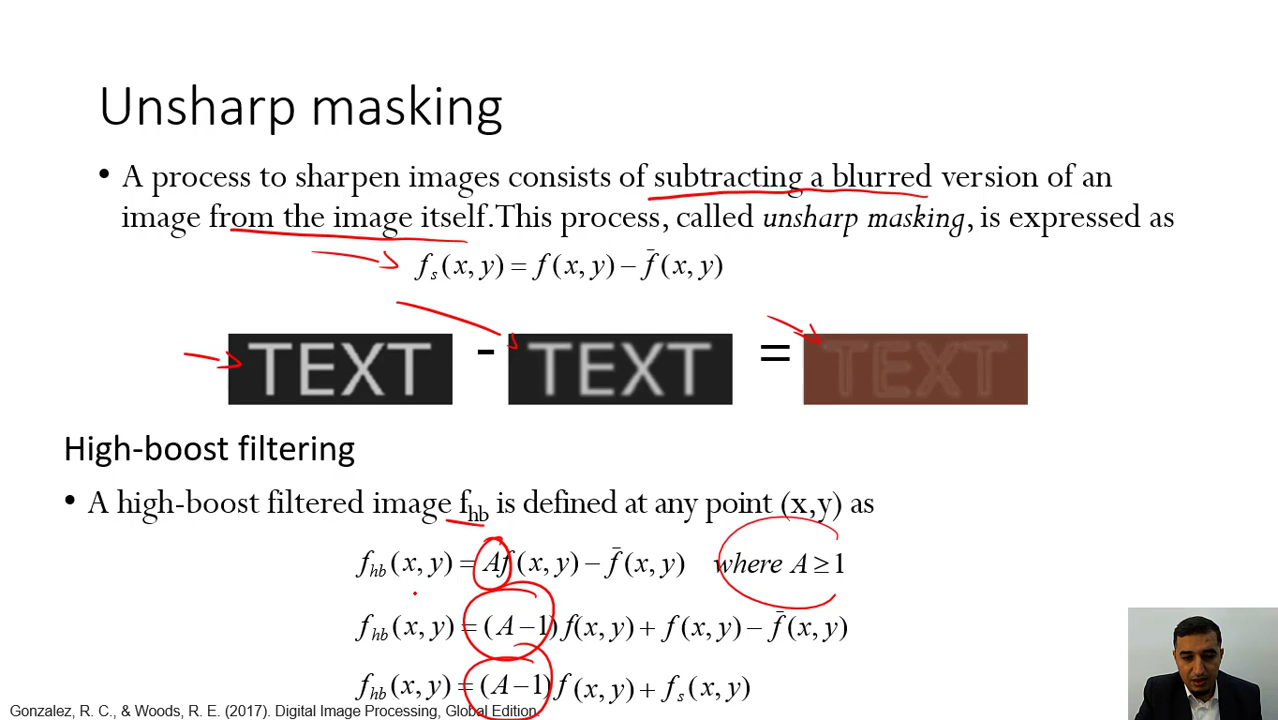 Unsharp masking
• A process to sharpen images consists of subtracting a blurred version of an
image from the image itself.This process, called unsharp masking, is expressed as
fₛ(x, y) = f(x, y) − f̄(x, y)
TEXT - TEXT = TEXT
High-boost filtering
• A high-boost filtered image f_hb is defined at any point (x,y) as
f_hb(x, y) = Af(x, y) − f̄(x, y) where A ≥ 1
f_hb(x, y) = (A−1)f(x, y) + f(x, y) − f̄(x, y)
f_hb(x, y) = (A−1)f(x, y) + fₛ(x, y)
Gonzalez, R. C., & Woods, R. E. (2017). Digital Image Processing, Global Edition.